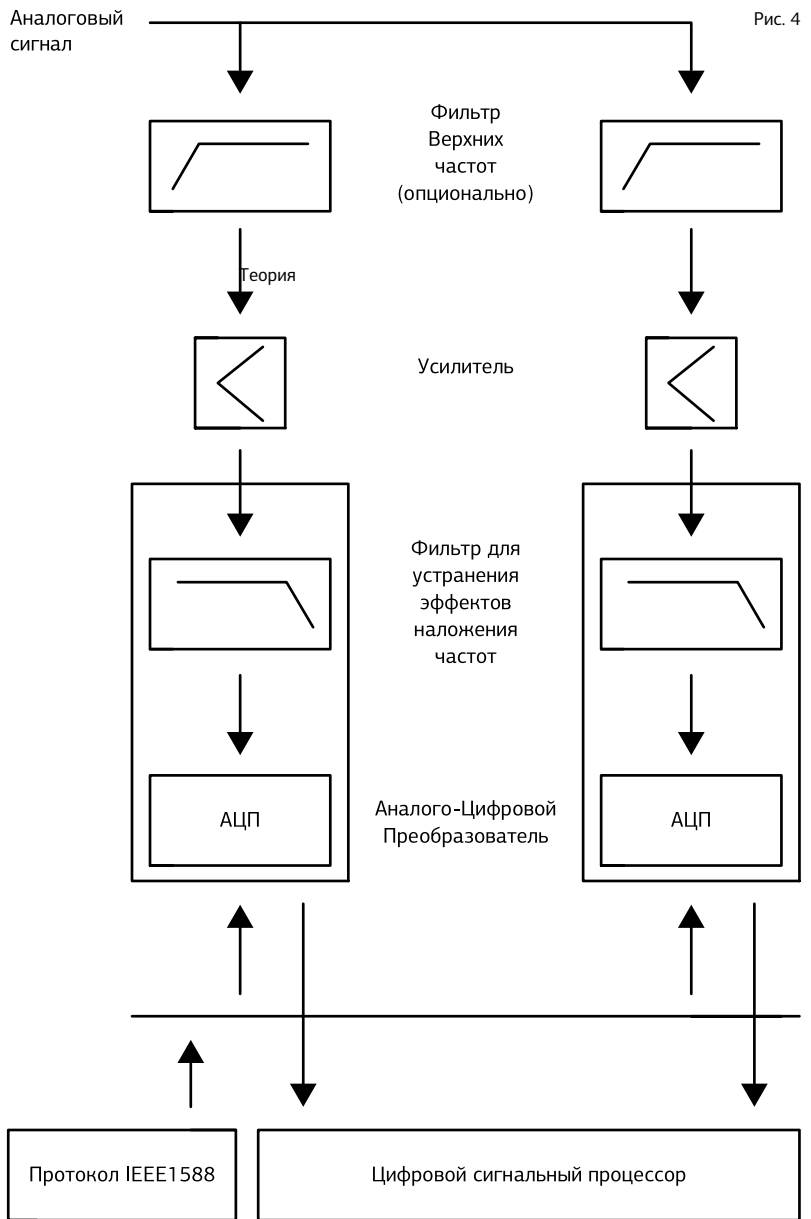 Аналоговый
сигнал
Рис. 4
Фильтр
Верхних
частот
(опционально)
Теория
Усилитель
Фильтр для
устранения
эффектов
наложения
частот
АЦП
Аналого-Цифровой
Преобразователь
АЦП
Протокол IEEE1588
Цифровой сигнальный процессор